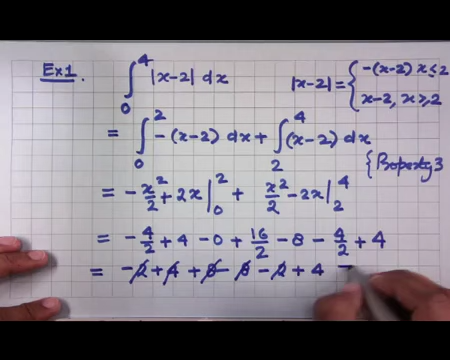 Ex1.
∫₀⁴ |x-2| dx
|x-2| = { -(x-2) x ≤ 2
x-2, x ≥ 2
= ∫₀² -(x-2) dx + ∫₂⁴ (x-2) dx
{Property 3
= -x²/2 + 2x |₀² + x²/2 - 2x |₂⁴
= -4/2 + 4 - 0 + 16/2 - 8 - 4/2 + 4
= -2 + 4 + 8 - 8 - 2 + 4 =